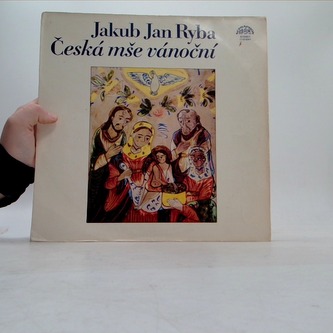 Jakub Jan Ryba
Česká mše vánoční